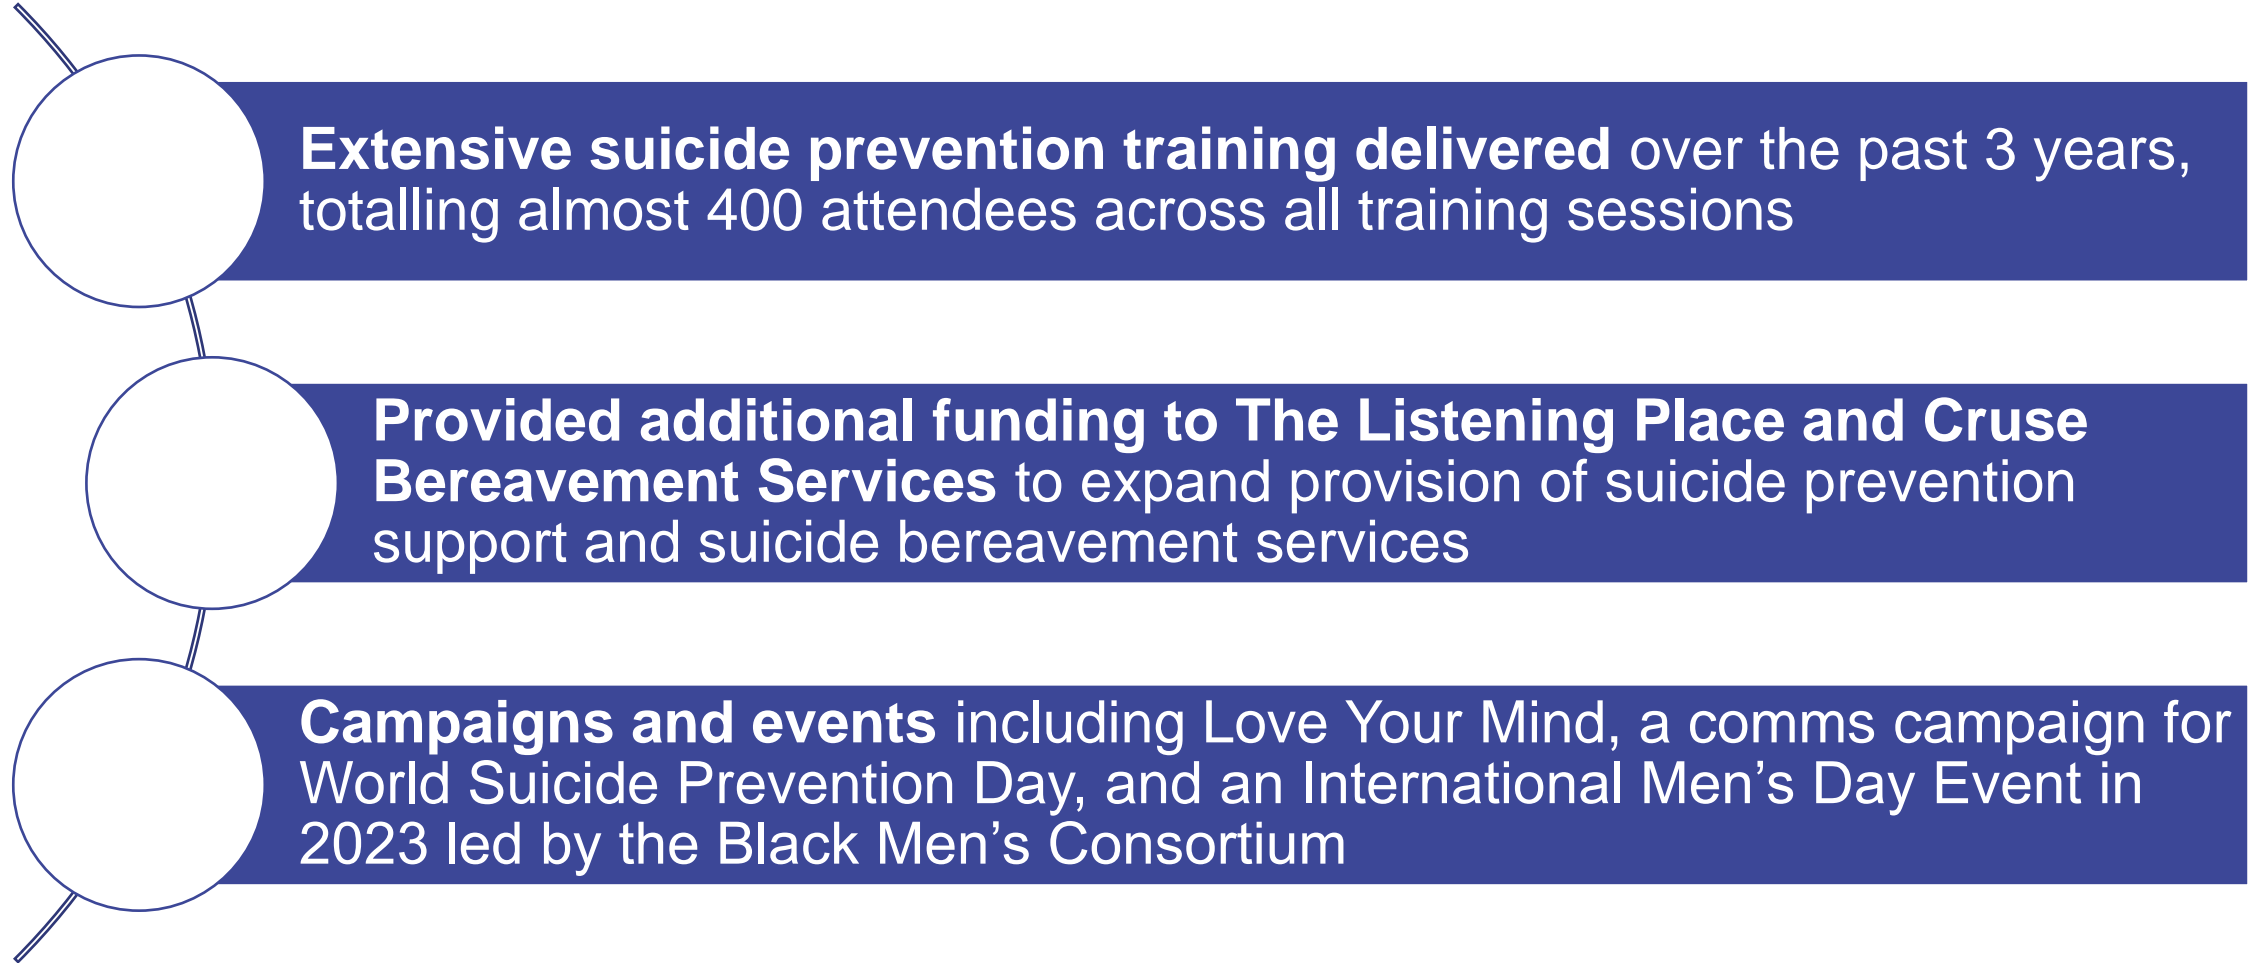 Extensive suicide prevention training delivered over the past 3 years,
totalling almost 400 attendees across all training sessions
Provided additional funding to The Listening Place and Cruse
Bereavement Services to expand provision of suicide prevention
support and suicide bereavement services
Campaigns and events including Love Your Mind, a comms campaign for
World Suicide Prevention Day, and an International Men’s Day Event in
2023 led by the Black Men’s Consortium